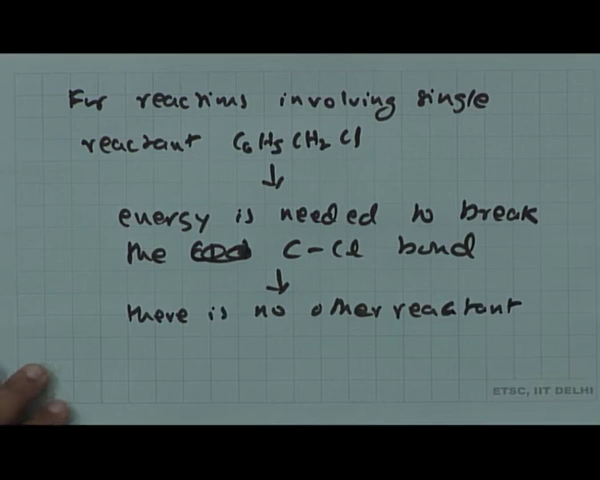 For reactions involving single
reactant C6H5CH2Cl
↓
energy is needed to break
the C-Cl bond
↓
there is no other reactant
ETSC, IIT DELHI